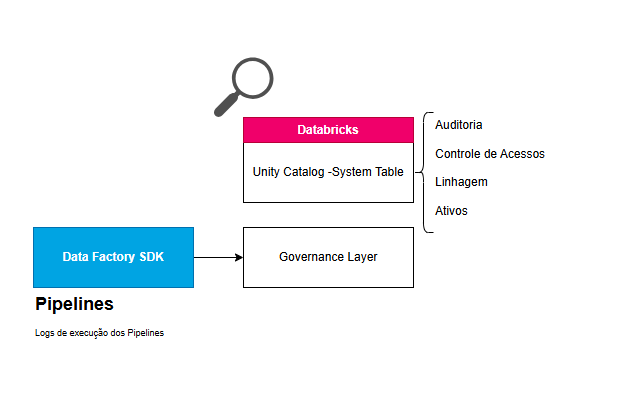 Databricks
Unity Catalog -System Table
Auditoria
Controle de Acessos
Linhagem
Ativos
Data Factory SDK
Governance Layer
Pipelines
Logs de execução dos Pipelines